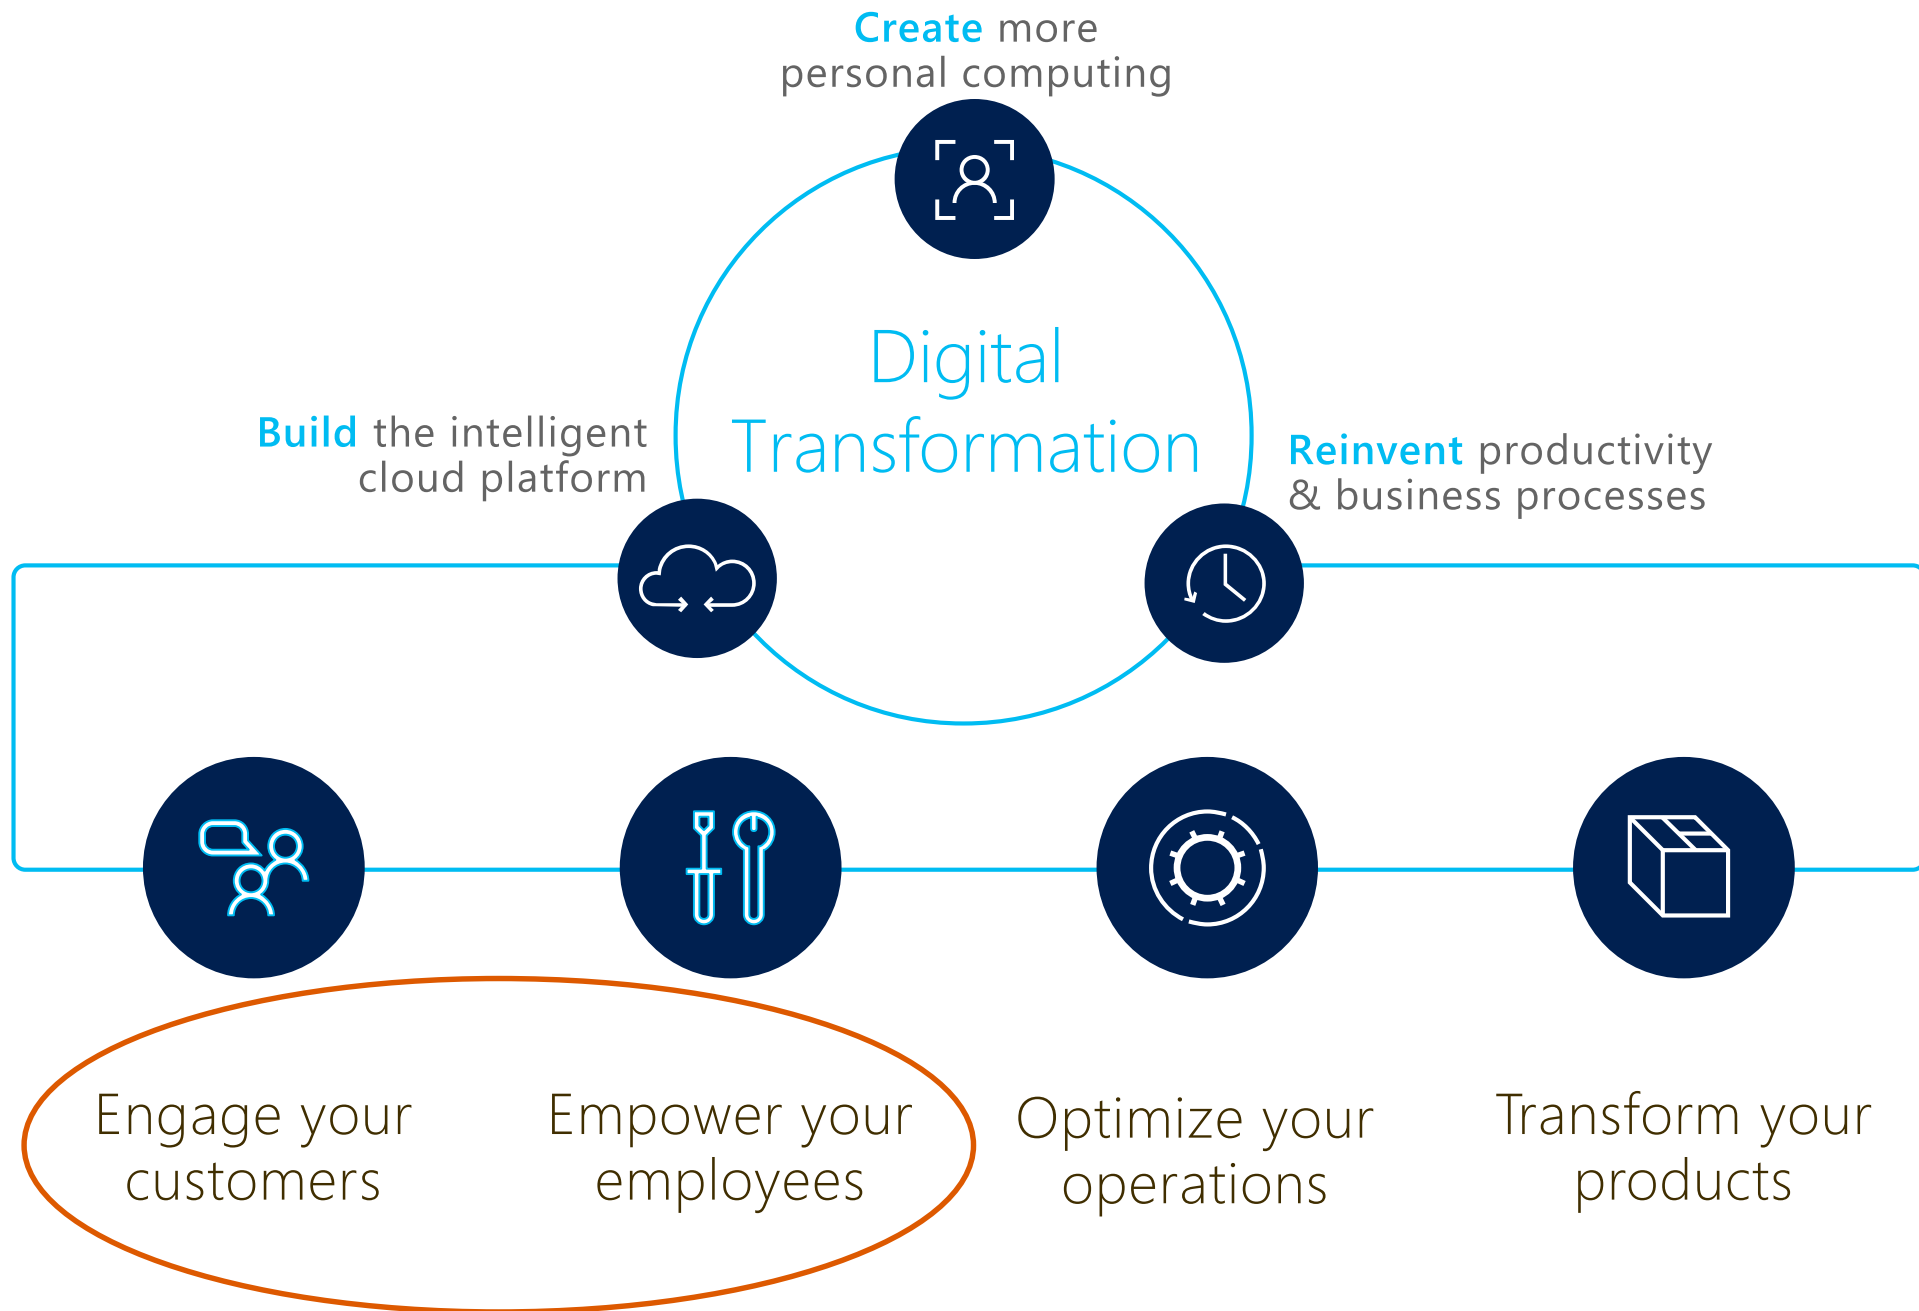 Create more
personal computing
Digital
Transformation
Build the intelligent
cloud platform
Reinvent productivity
& business processes
Engage your
customers
Empower your
employees
Optimize your
operations
Transform your
products